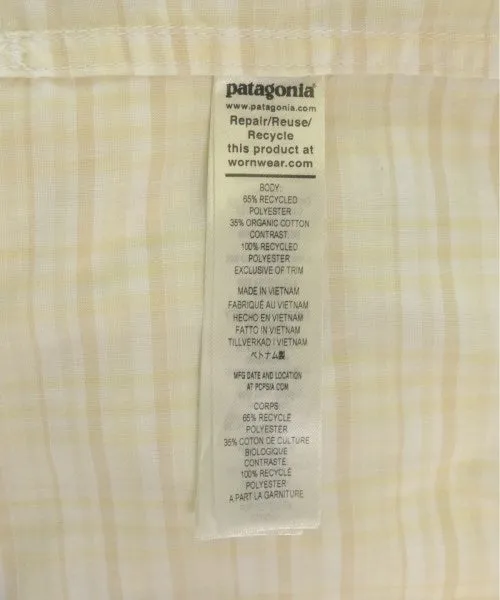 patagonia®
www.patagonia.com
Repair/Reuse/
Recycle
this product at
wornwear.com
BODY:
65% RECYCLED
POLYESTER
35% ORGANIC COTTON
CONTRAST:
100% RECYCLED
POLYESTER
EXCLUSIVE OF TRIM
MADE IN VIETNAM
FABRIQUÉ AU VIETNAM
HECHO EN VIETNAM
FATTO IN VIETNAM
TILLVERKAD I VIETNAM
ベトナム製
MFG DATE AND LOCATION
AT PCPSIA.COM
CORPS:
65% RECYCLÉ
POLYESTER
35% COTON DE CULTURE
BIOLOGIQUE
CONTRASTE:
100% RECYCLÉ
POLYESTER
À PART LA GARNITURE